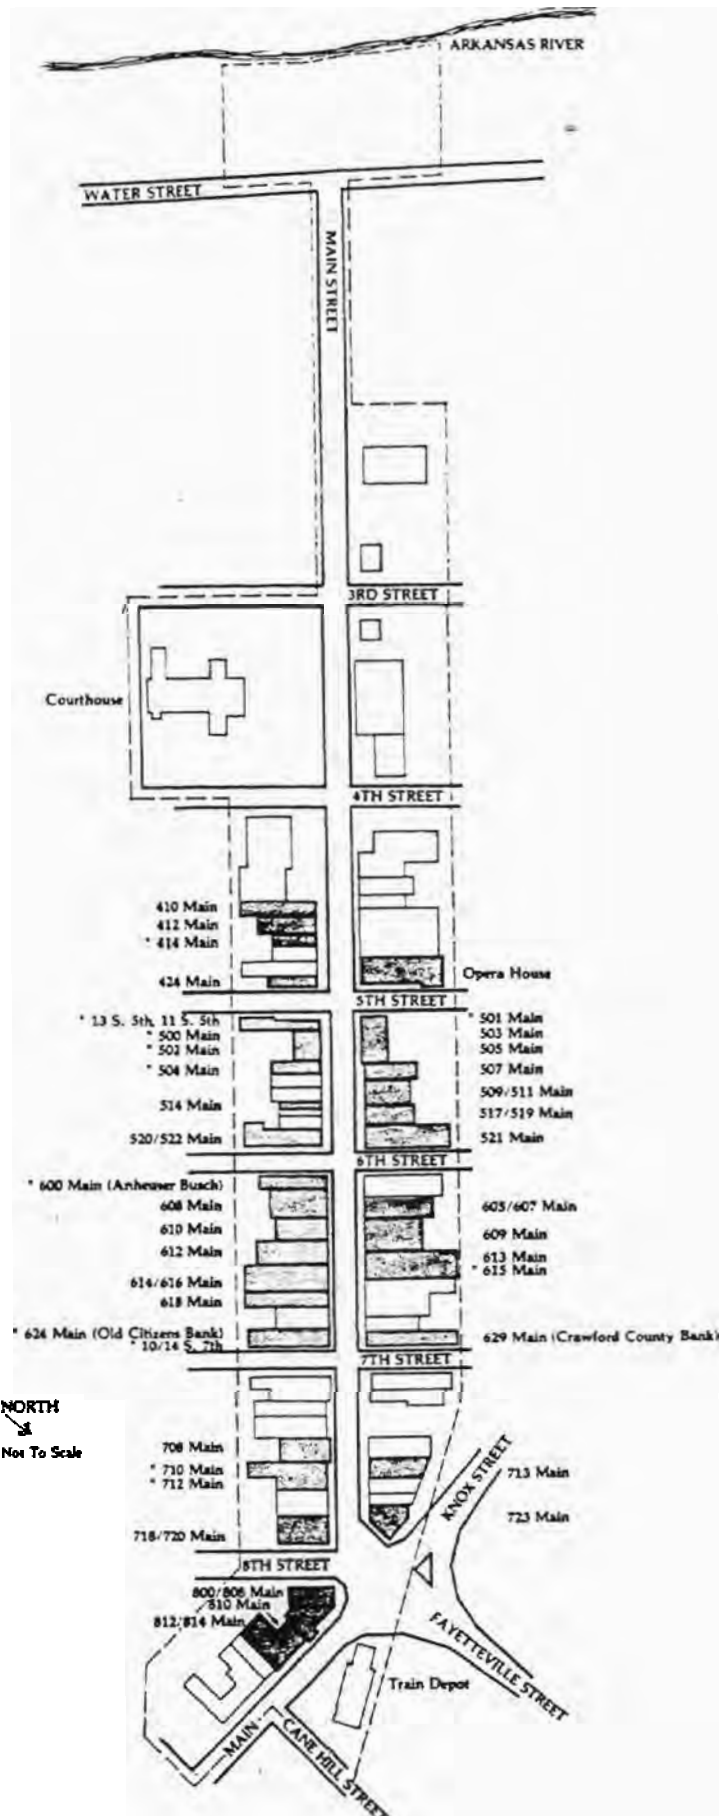 ARKANSAS RIVER
WATER STREET
MAIN STREET
3RD STREET
Courthouse
4TH STREET
410 Main
412 Main
* 414 Main
424 Main
Opera House
5TH STREET
* 13 S. 5th, 11 S. 5th
* 500 Main
* 502 Main
* 504 Main
514 Main
520/522 Main
* 501 Main
503 Main
505 Main
507 Main
509/511 Main
517/519 Main
521 Main
6TH STREET
* 600 Main (Anheuser Busch)
608 Main
610 Main
612 Main
614/616 Main
618 Main
* 624 Main (Old Citizens Bank)
* 10/14 S. 7th
605/607 Main
609 Main
613 Main
* 615 Main
629 Main (Crawford County Bank)
7TH STREET
NORTH
Not To Scale
708 Main
* 710 Main
* 712 Main
718/720 Main
KNOX STREET
713 Main
723 Main
8TH STREET
800/808 Main
810 Main
812/814 Main
FAYETTEVILLE STREET
Train Depot
MAIN
CANE HILL STREET